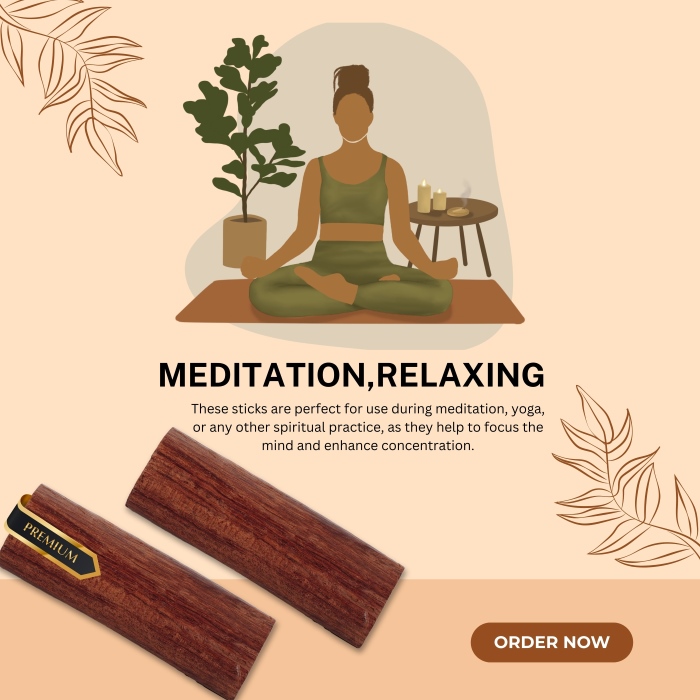 MEDITATION,RELAXING
These sticks are perfect for use during meditation, yoga,
or any other spiritual practice, as they help to focus the
mind and enhance concentration.
PREMIUM
ORDER NOW